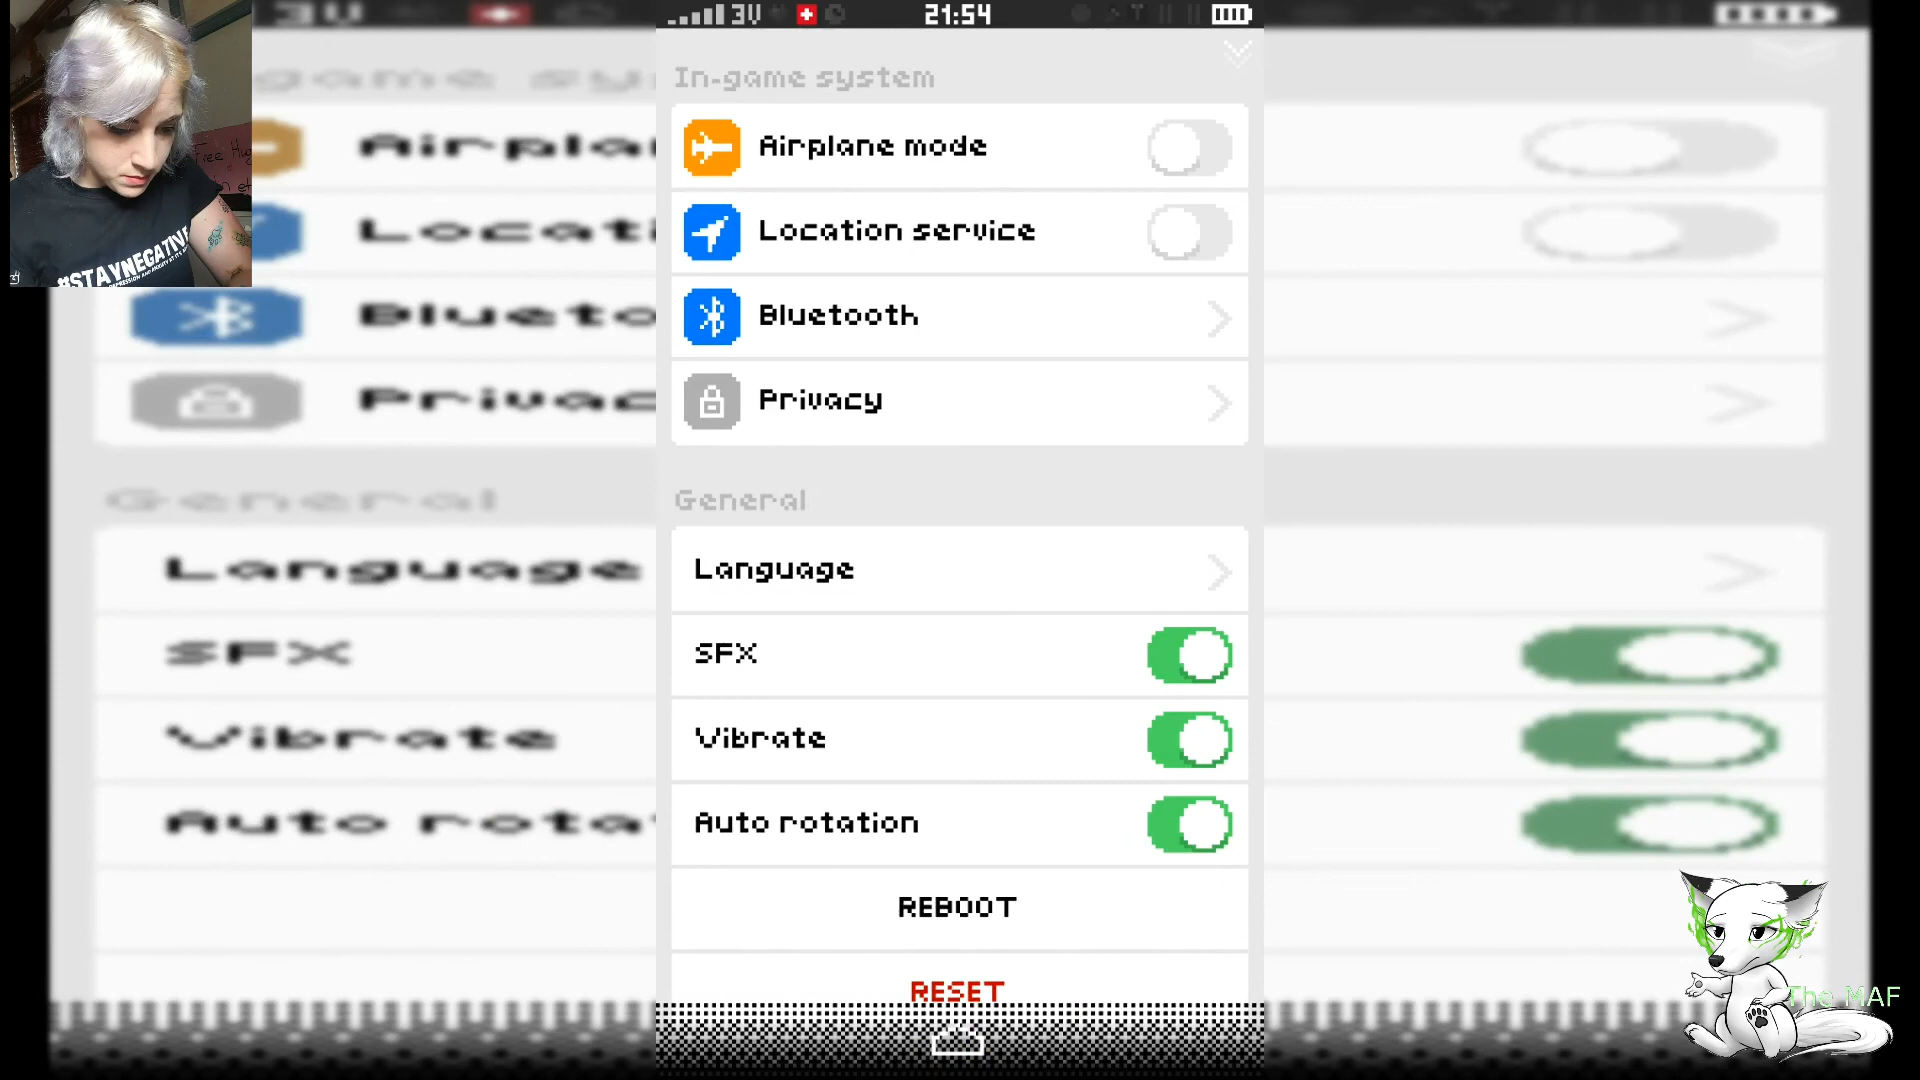 3V
21:54
In-game system
Airplane mode
Location service
Bluetooth
Privacy
General
Language
SFX
Vibrate
Auto rotation
REBOOT
RESET
#STAYNEGATIVE
The MAF